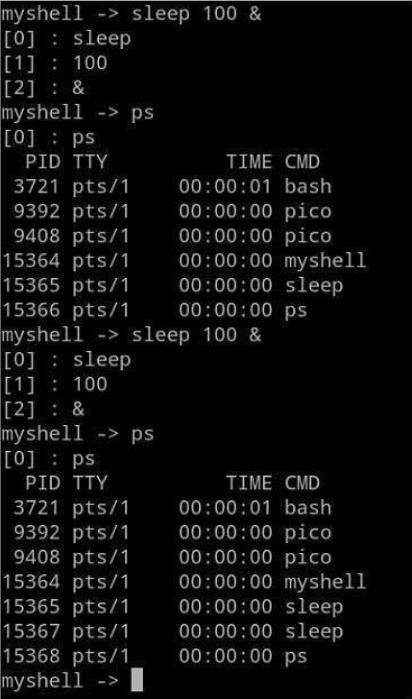 myshell -> sleep 100 &
[0] : sleep
[1] : 100
[2] : &
myshell -> ps
[0] : ps
  PID TTY          TIME CMD
 3721 pts/1    00:00:01 bash
 9392 pts/1    00:00:00 pico
 9408 pts/1    00:00:00 pico
15364 pts/1    00:00:00 myshell
15365 pts/1    00:00:00 sleep
15366 pts/1    00:00:00 ps
myshell -> sleep 100 &
[0] : sleep
[1] : 100
[2] : &
myshell -> ps
[0] : ps
  PID TTY          TIME CMD
 3721 pts/1    00:00:01 bash
 9392 pts/1    00:00:00 pico
 9408 pts/1    00:00:00 pico
15364 pts/1    00:00:00 myshell
15365 pts/1    00:00:00 sleep
15367 pts/1    00:00:00 sleep
15368 pts/1    00:00:00 ps
myshell ->